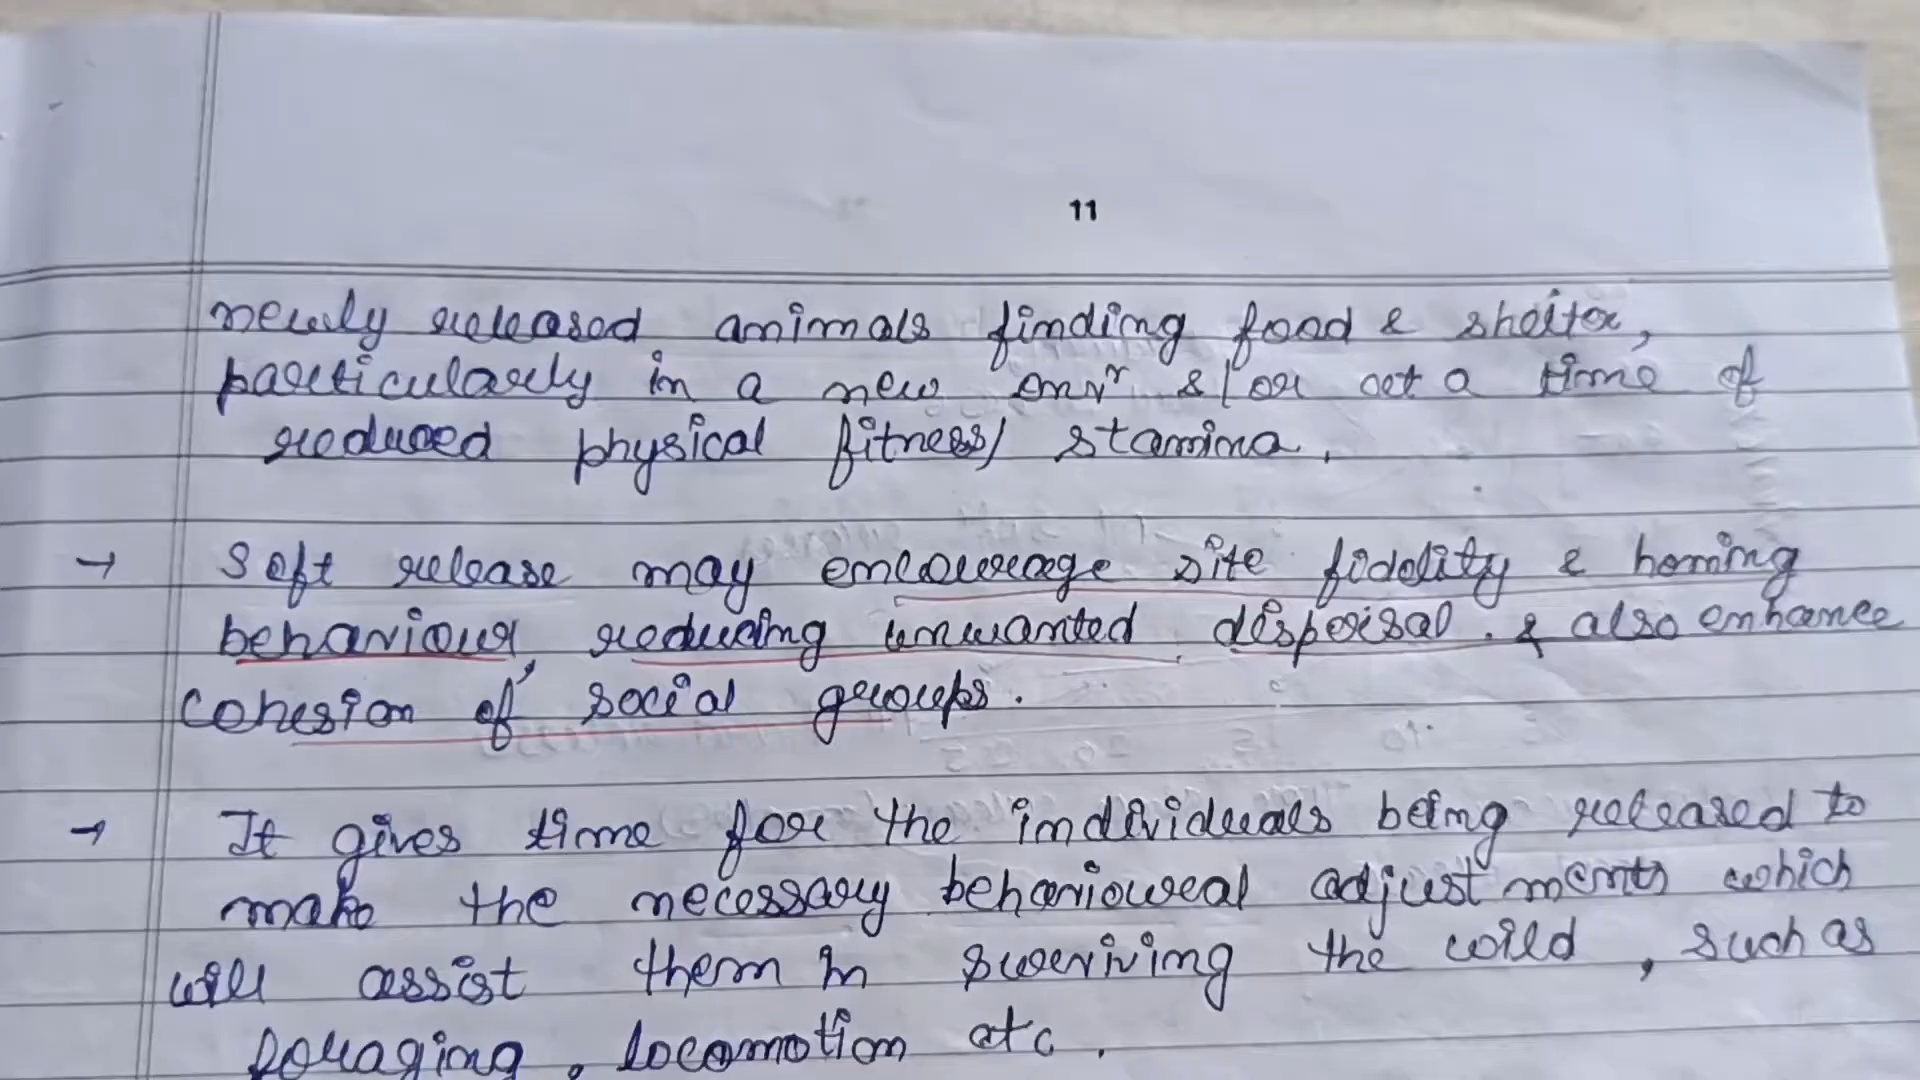 11
newly released animals finding food & shelter,
particularly in a new envr & / or at a time of
reduced physical fitness/ stamina.
→ Soft release may encourage site fidelity & homing
behaviour, reducing unwanted dispersal. & also enhance
cohesion of social groups.
→ It gives time for the individuals being released to
make the necessary behavioural adjustments which
will assist them in surviving the wild, such as
foraging, locomotion etc.